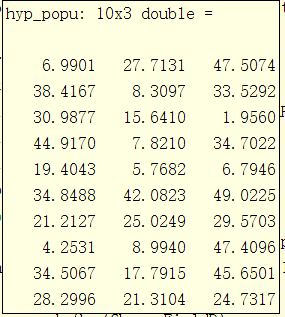 hyp_popu: 10x3 double =
6.9901 27.7131 47.5074
38.4167 8.3097 33.5292
30.9877 15.6410 1.9560
44.9170 7.8210 34.7022
19.4043 5.7682 6.7946
34.8488 42.0823 49.0225
21.2127 25.0249 29.5703
4.2531 8.9940 47.4096
34.5067 17.7915 45.6501
28.2996 21.3104 24.7317